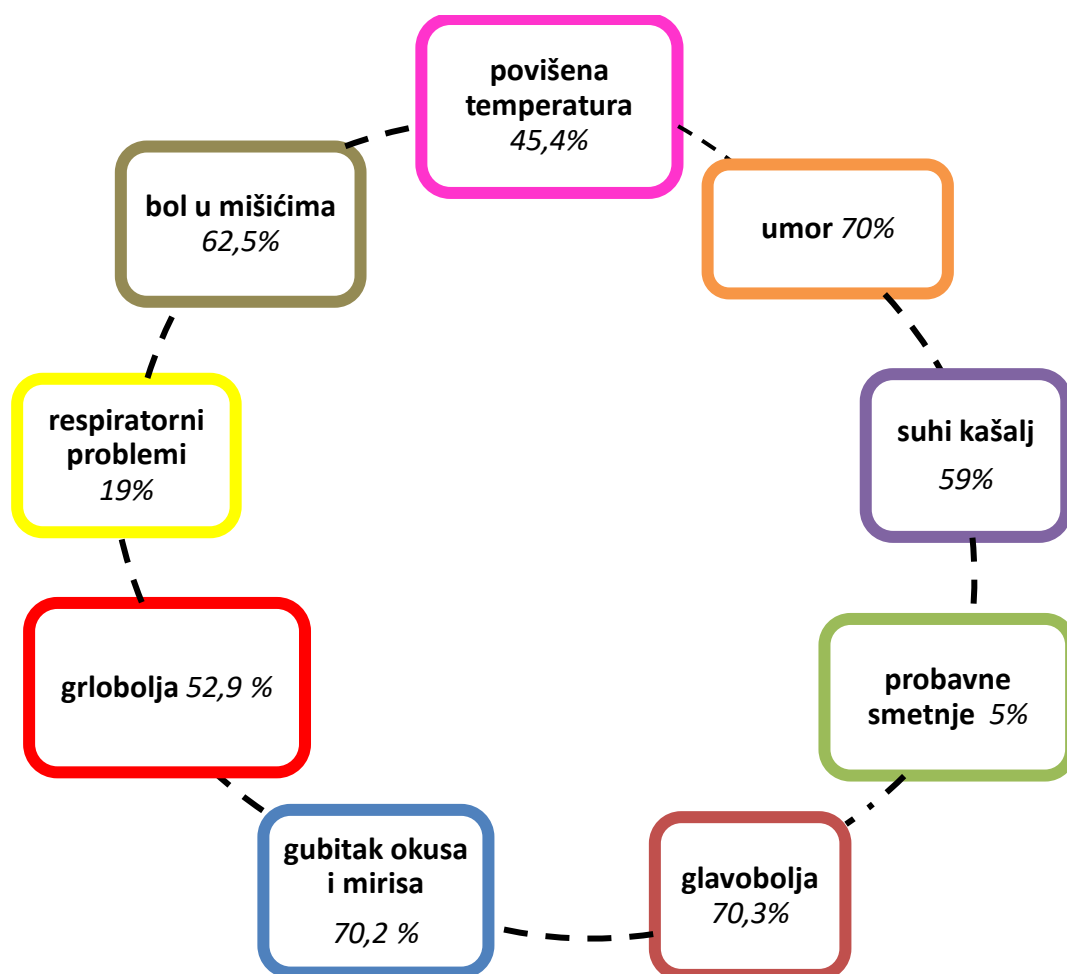 povišena
temperatura
45,4%
umor 70%
suhi kašalj
59%
probavne
smetnje 5%
glavobolja
70,3%
gubitak okusa
i mirisa
70,2 %
grlobolja 52,9 %
respiratorni
problemi
19%
bol u mišićima
62,5%